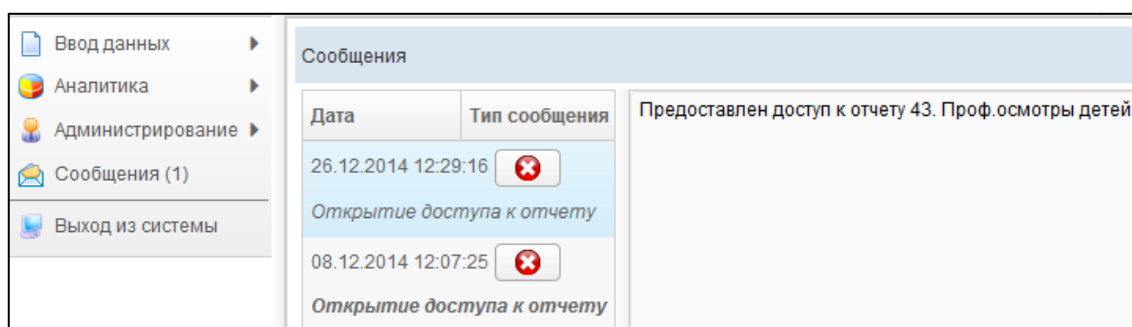 Ввод данных
Аналитика
Администрирование
Сообщения (1)
Выход из системы
Сообщения
Дата Тип сообщения
26.12.2014 12:29:16
Открытие доступа к отчету
08.12.2014 12:07:25
Открытие доступа к отчету
Предоставлен доступ к отчету 43. Проф.осмотры детей